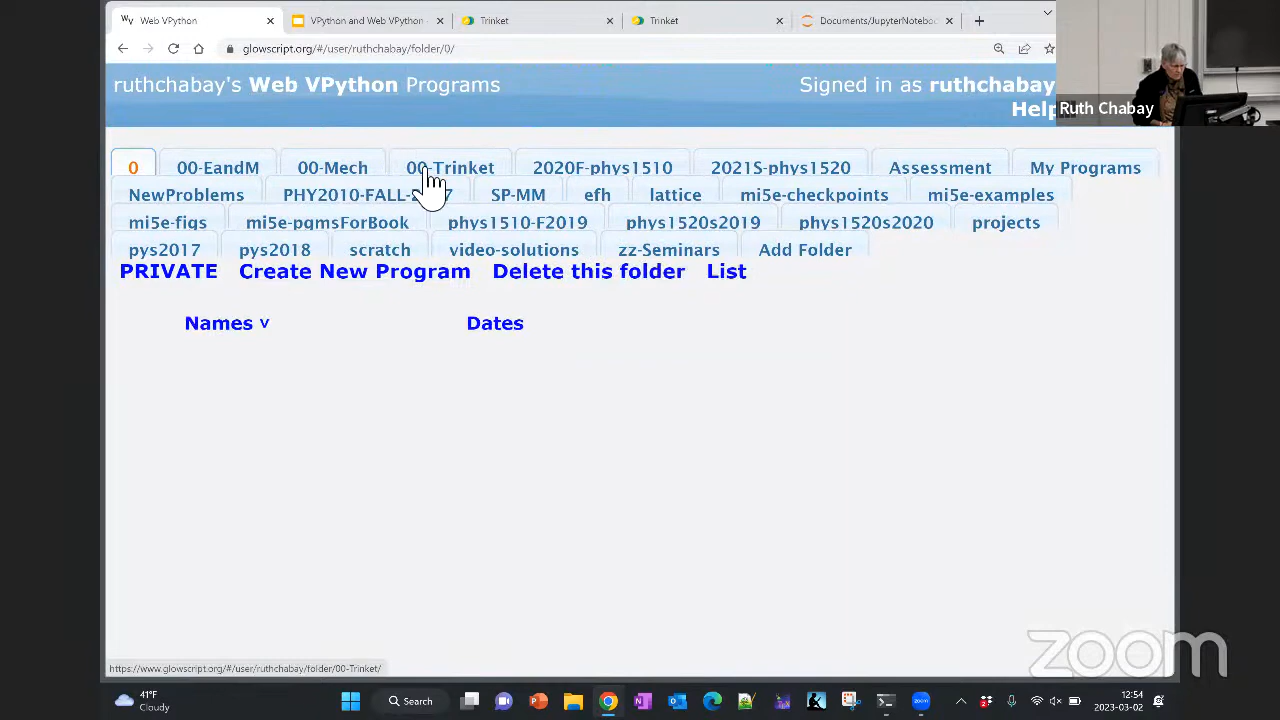 Web VPython
VPython and Web VPython
Trinket
Trinket
Documents/JupyterNoteboo
glowscript.org/#/user/ruthchabay/folder/0/
ruthchabay's Web VPython Programs
Signed in as ruthchabay
Help
Ruth Chabay
0 00-EandM 00-Mech 00-Trinket 2020F-phys1510 2021S-phys1520 Assessment My Programs
NewProblems PHY2010-FALL- 7 SP-MM efh lattice mi5e-checkpoints mi5e-examples
mi5e-figs mi5e-pgmsForBook phys1510-F2019 phys1520s2019 phys1520s2020 projects
pys2017 pys2018 scratch video-solutions zz-Seminars Add Folder
PRIVATE Create New Program Delete this folder List
Names v Dates
zoom
https://www.glowscript.org/#/user/ruthchabay/folder/00-Trinket/
41°F
Cloudy
Search
12:54
2023-03-02